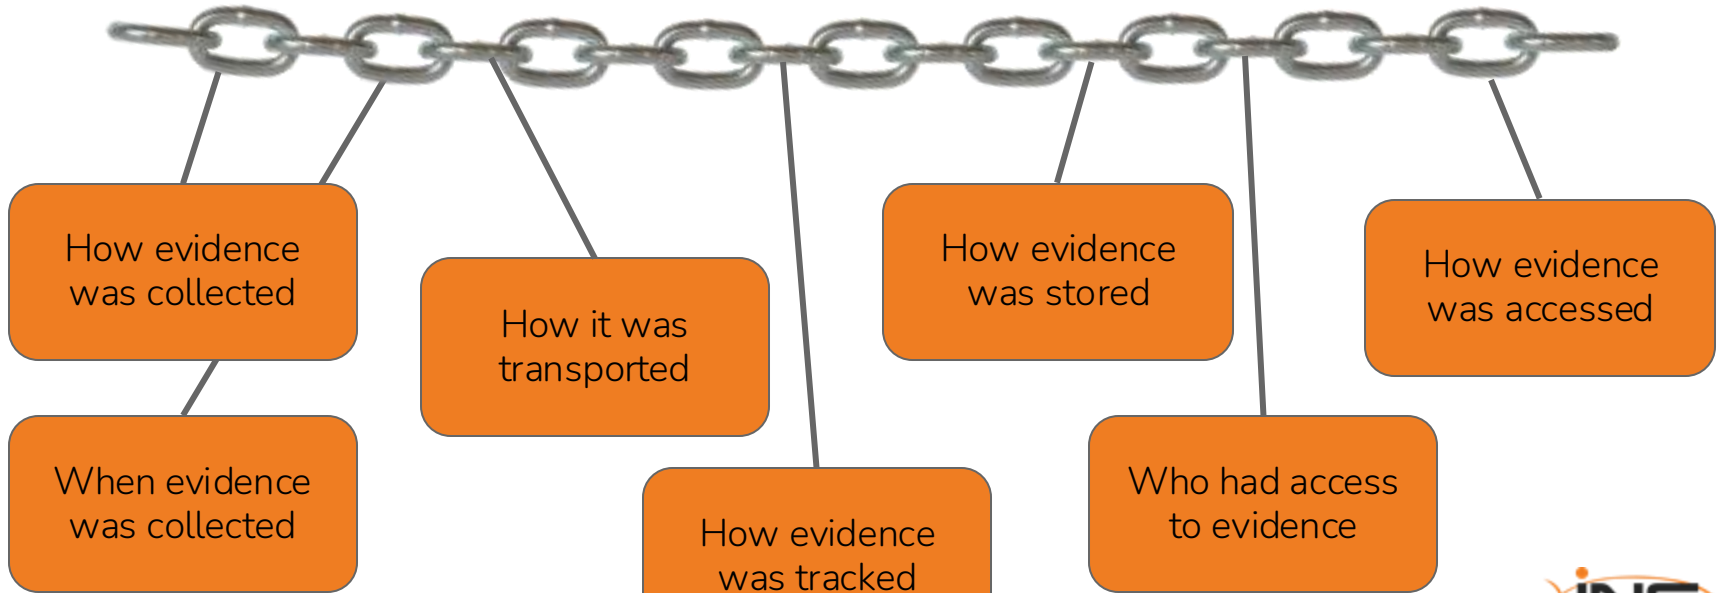 How evidence
was collected
When evidence
was collected
How it was
transported
How evidence
was tracked
How evidence
was stored
Who had access
to evidence
How evidence
was accessed